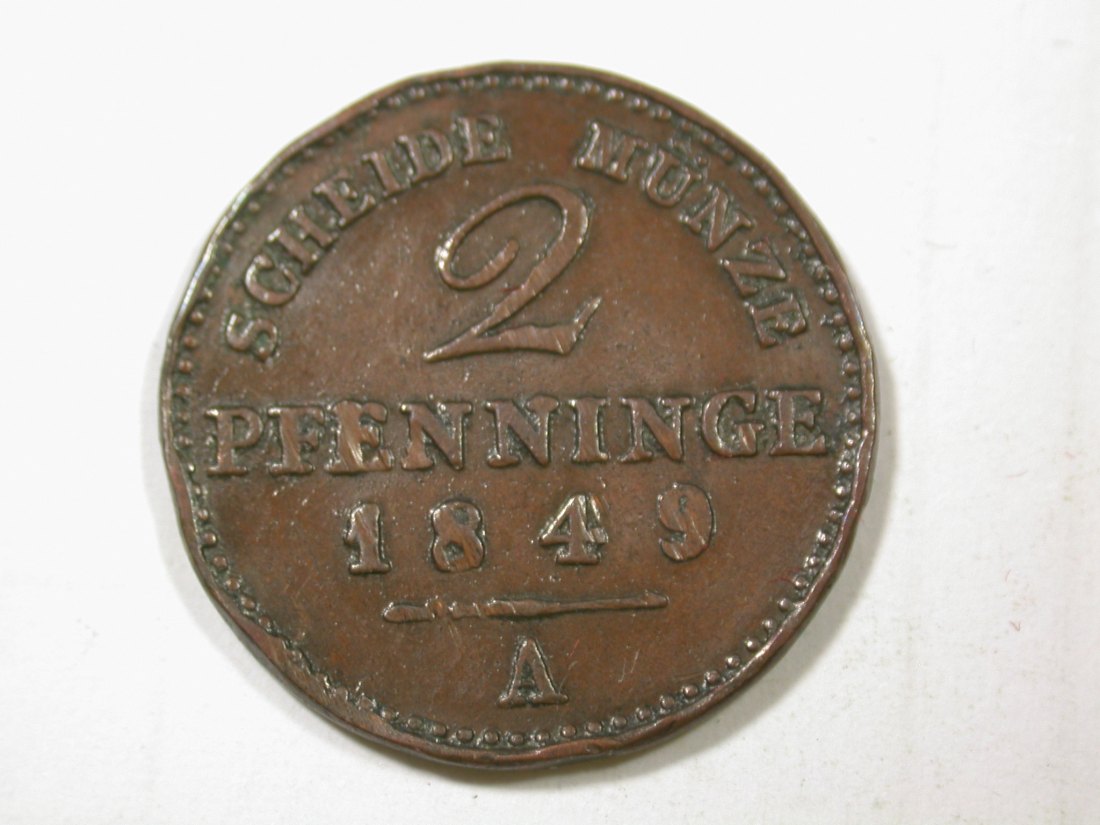 SCHEIDE MÜNZE
2
PFENNINGE
1849
A